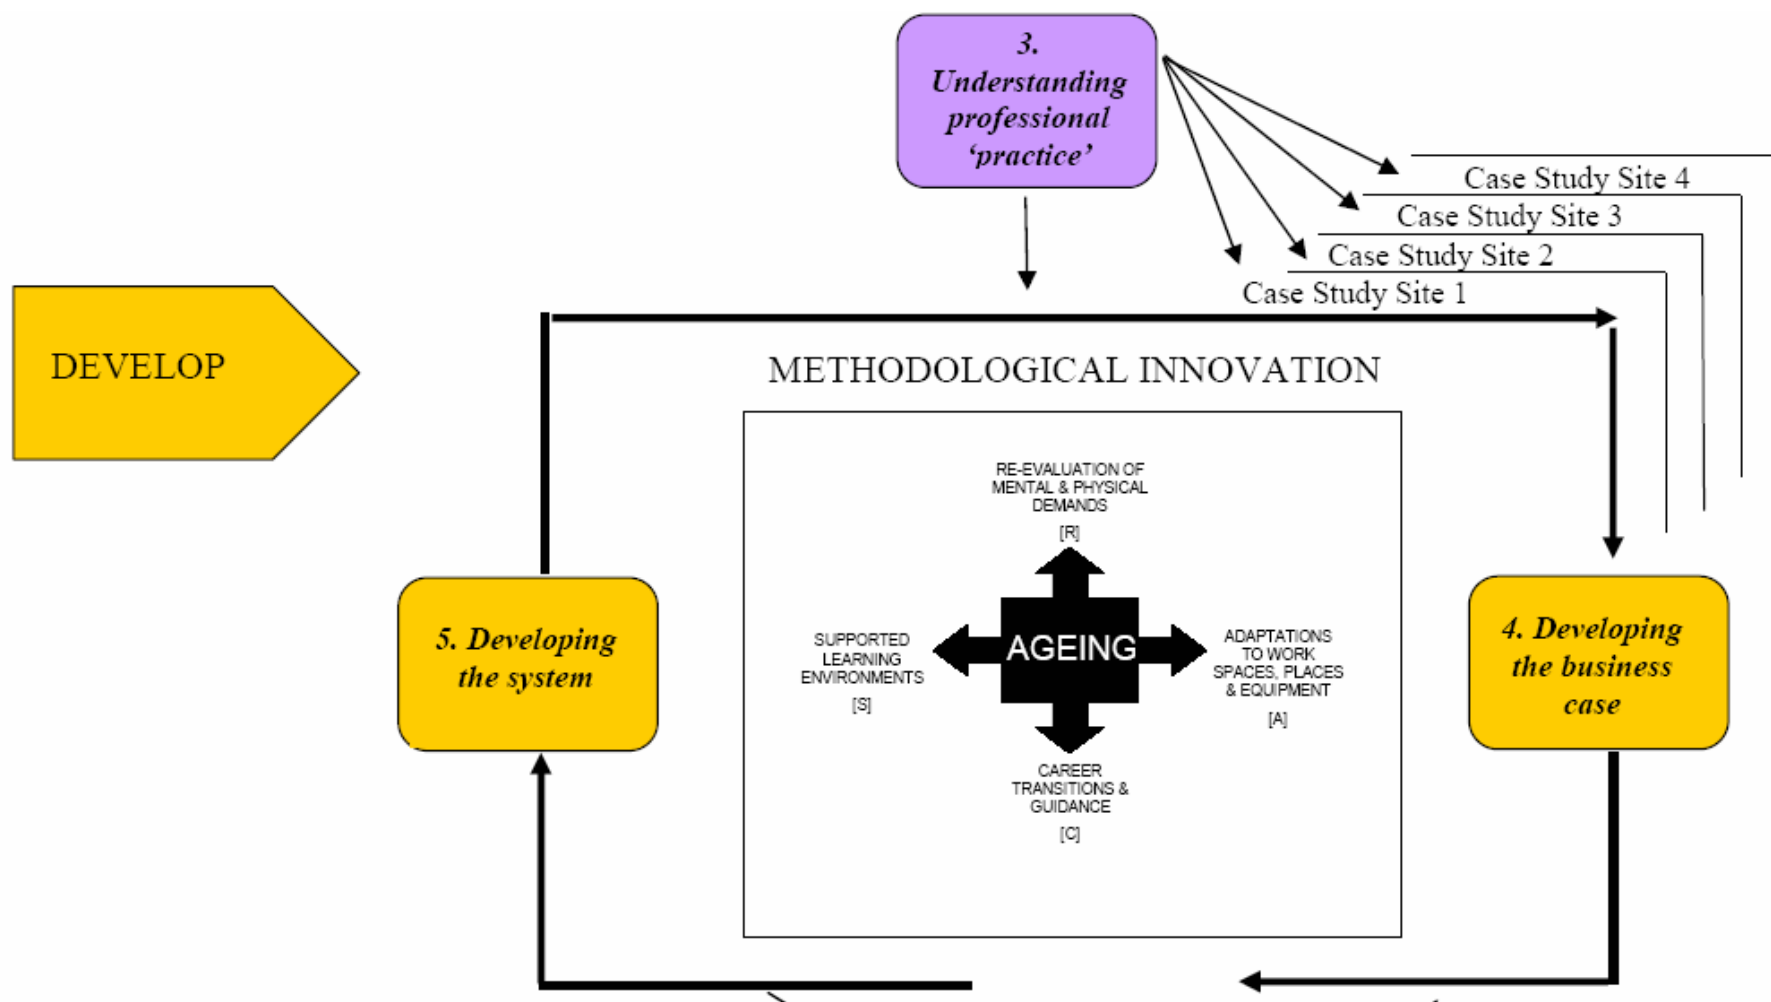 3.
Understanding
professional
‘practice’
Case Study Site 4
Case Study Site 3
Case Study Site 2
Case Study Site 1
DEVELOP
METHODOLOGICAL INNOVATION
RE-EVALUATION OF
MENTAL & PHYSICAL
DEMANDS
[R]
5. Developing
the system
SUPPORTED
LEARNING
ENVIRONMENTS
[S]
AGEING
ADAPTATIONS
TO WORK
SPACES, PLACES
& EQUIPMENT
[A]
4. Developing
the business
case
CAREER
TRANSITIONS &
GUIDANCE
[C]